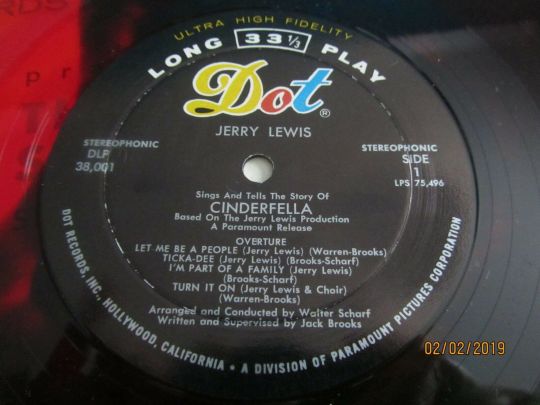 RDS
ULTRA HIGH FIDELITY
LONG 33 1/3 PLAY
Dot®
JERRY LEWIS
STEREOPHONIC
DLP
38,001
STEREOPHONIC
SIDE
1
LPS 75,496
Sings And Tells The Story Of
CINDERFELLA
Based On The Jerry Lewis Production
A Paramount Release
OVERTURE
LET ME BE A PEOPLE (Jerry Lewis) (Warren-Brooks)
TICKA-DEE (Jerry Lewis) (Brooks-Scharf)
I'M PART OF A FAMILY (Jerry Lewis)
(Brooks-Scharf)
TURN IT ON (Jerry Lewis & Chair)
(Warren-Brooks)
Arranged and Conducted by Walter Scharf
Written and Supervised by Jack Brooks
DOT RECORDS, INC. HOLLYWOOD, CALIFORNIA • A DIVISION OF PARAMOUNT PICTURES CORPORATION
02/02/2019